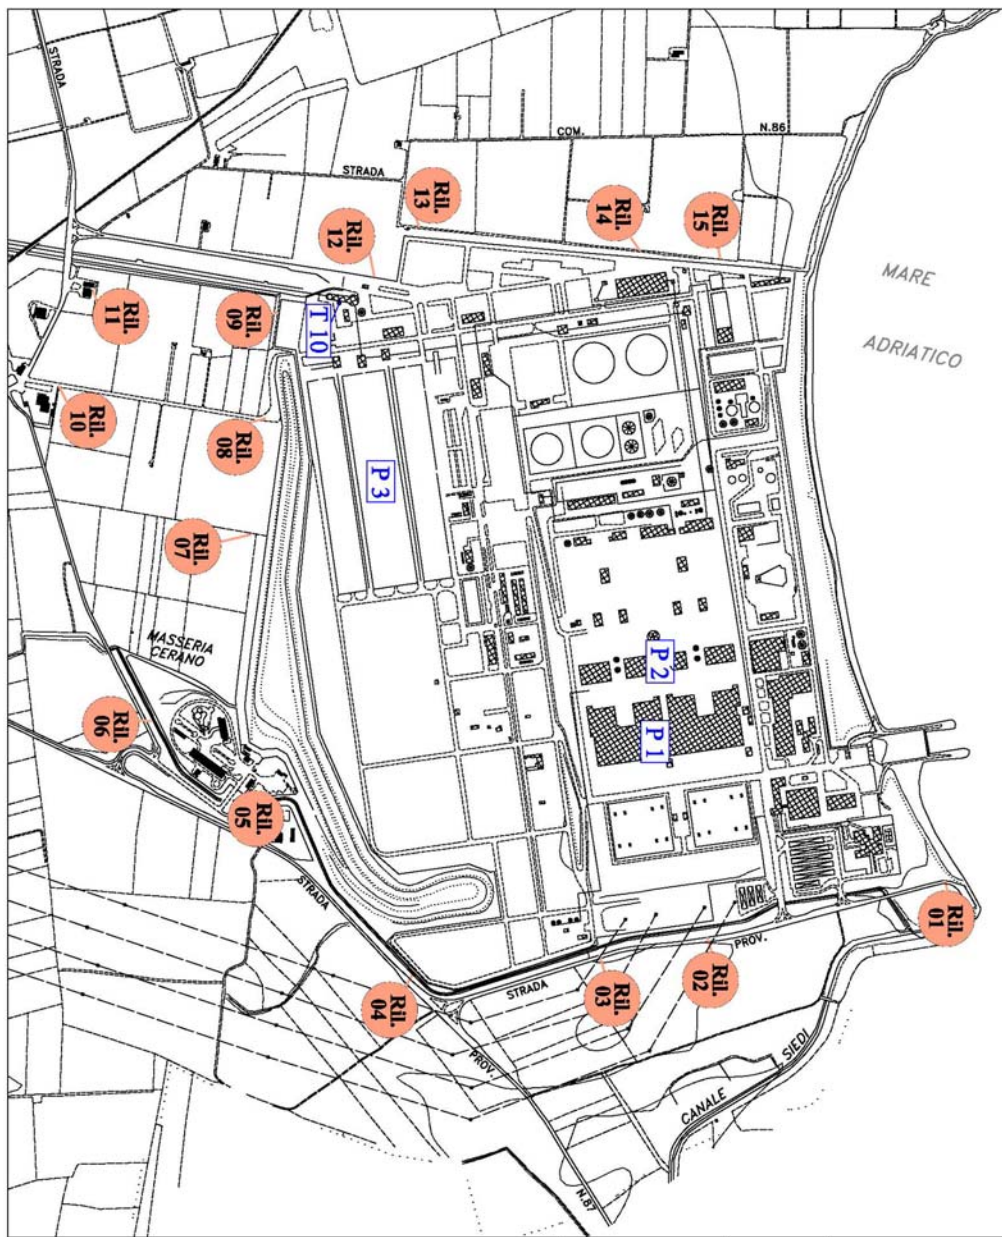 STRADA
COM.
N.86
STRADA
Ril.
13
Ril.
14
Ril.
15
Ril.
12
MARE
ADRIATICO
Ril.
11
Ril.
09
T 10
Ril.
10
Ril.
08
P 3
Ril.
07
MASSERIA
CERANO
P 2
P 1
Ril.
06
Ril.
05
STRADA
Ril.
01
PROV.
Ril.
02
Ril.
03
STRADA
Ril.
04
PROV.
SIEDI
CANALE
N.87